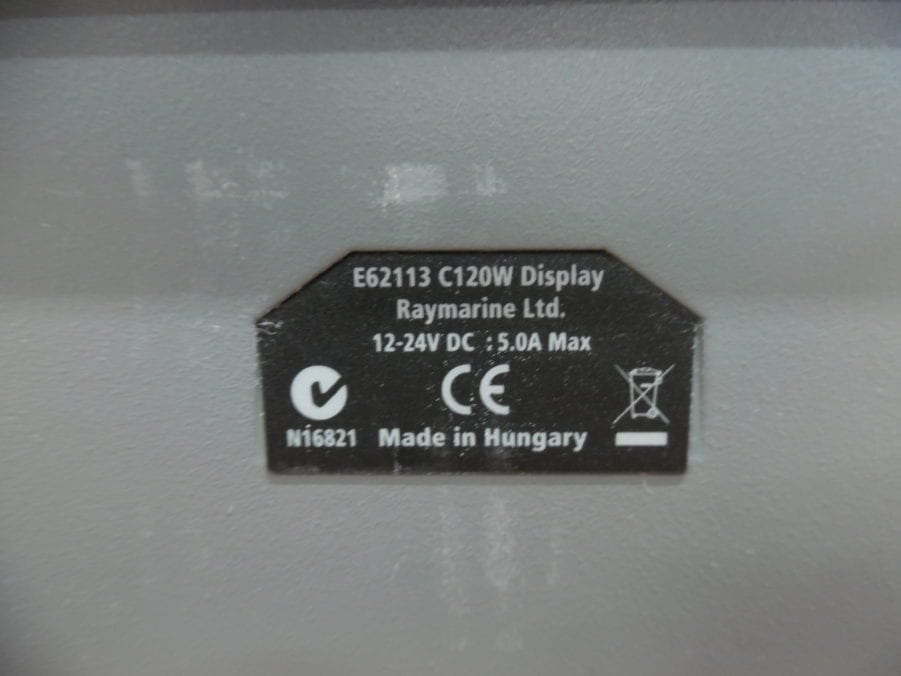 E62113 C120W Display
Raymarine Ltd.
12-24V DC : 5.0A Max
CE
N16821 Made in Hungary